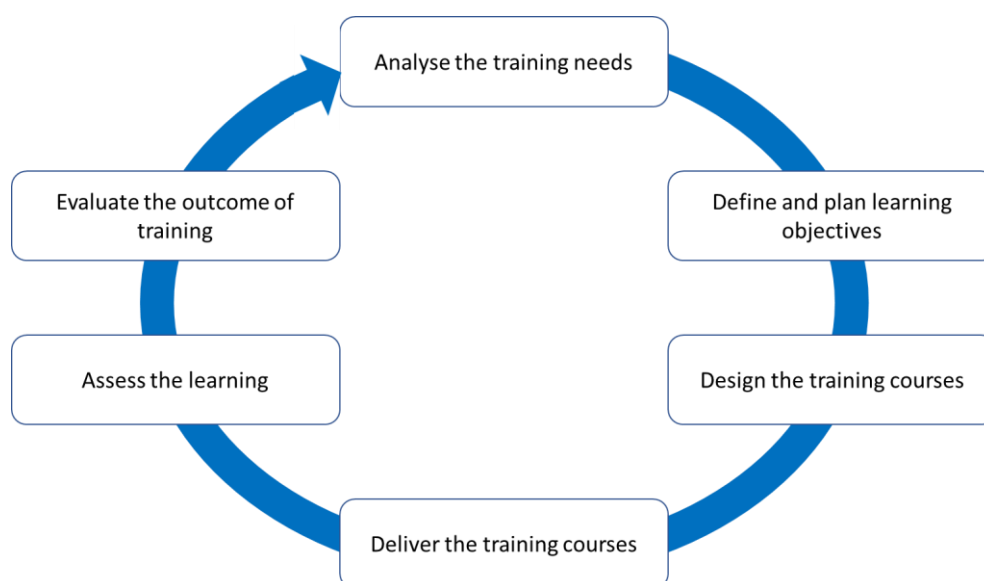 Analyse the training needs
Define and plan learning
objectives
Design the training courses
Deliver the training courses
Assess the learning
Evaluate the outcome of
training